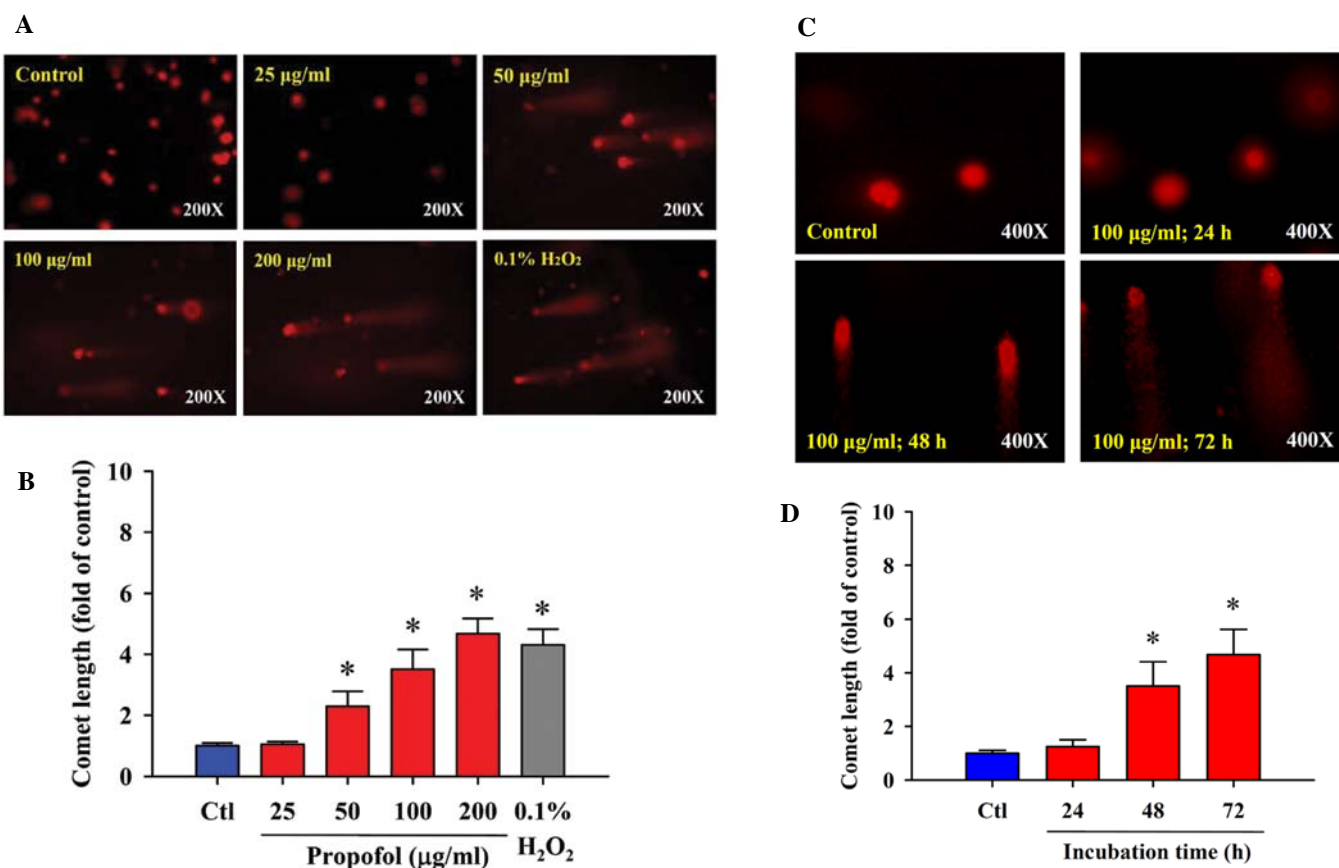 A
Control
200X
25 µg/ml
200X
50 µg/ml
200X
100 µg/ml
200X
200 µg/ml
200X
0.1% H₂O₂
200X
B
Comet length (fold of control)
10
8
6
4
2
0
*
*
*
*
Ctl 25 50 100 200 0.1%
Propofol (µg/ml) H₂O₂
C
Control 400X
100 µg/ml; 24 h 400X
100 µg/ml; 48 h 400X
100 µg/ml; 72 h 400X
D
Comet length (fold of control)
10
8
6
4
2
0
*
*
Ctl 24 48 72
Incubation time (h)